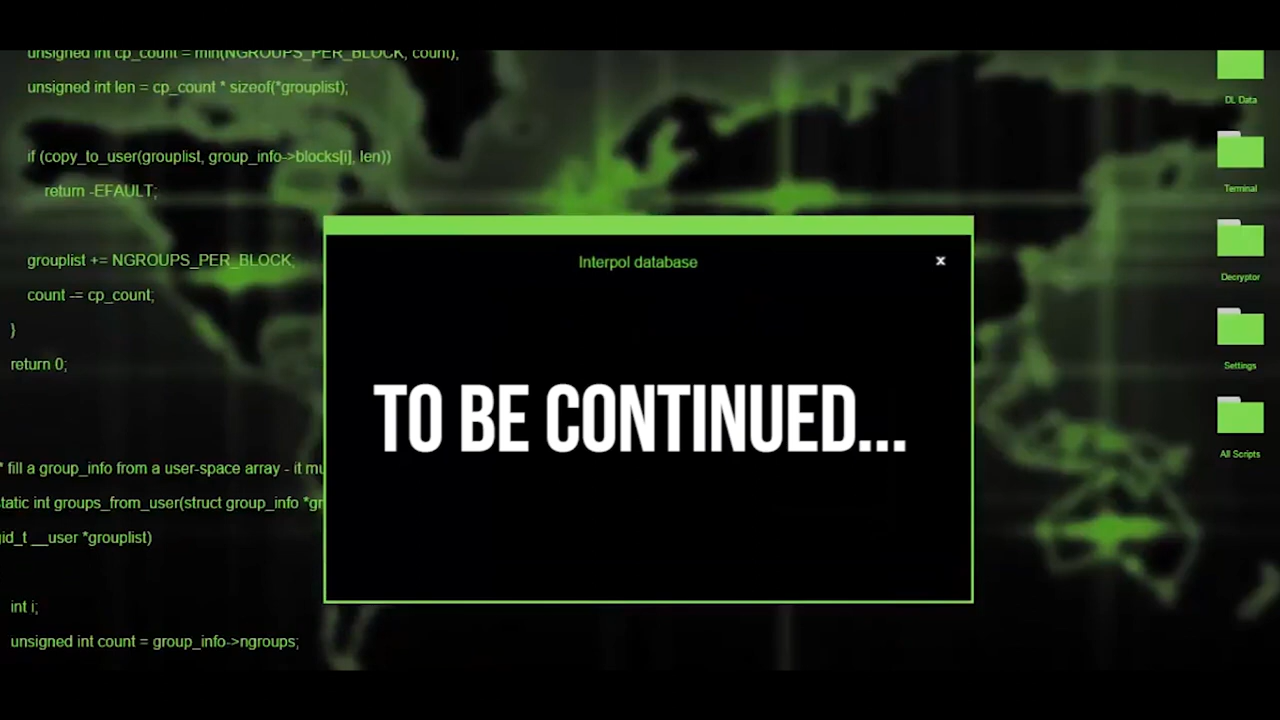 unsigned int cp_count = min(NGROUPS_PER_BLOCK, count);
unsigned int len = cp_count * sizeof(*grouplist);
if (copy_to_user(grouplist, group_info->blocks[i], len))
return -EFAULT;
grouplist += NGROUPS_PER_BLOCK;
count -= cp_count;
}
return 0;
* fill a group_info from a user-space array - it mu
tatic int groups_from_user(struct group_info *gr
gid_t __user *grouplist)
int i;
unsigned int count = group_info->ngroups;
Interpol database
x
TO BE CONTINUED...
DL Data
Terminal
Decryptor
Settings
All Scripts